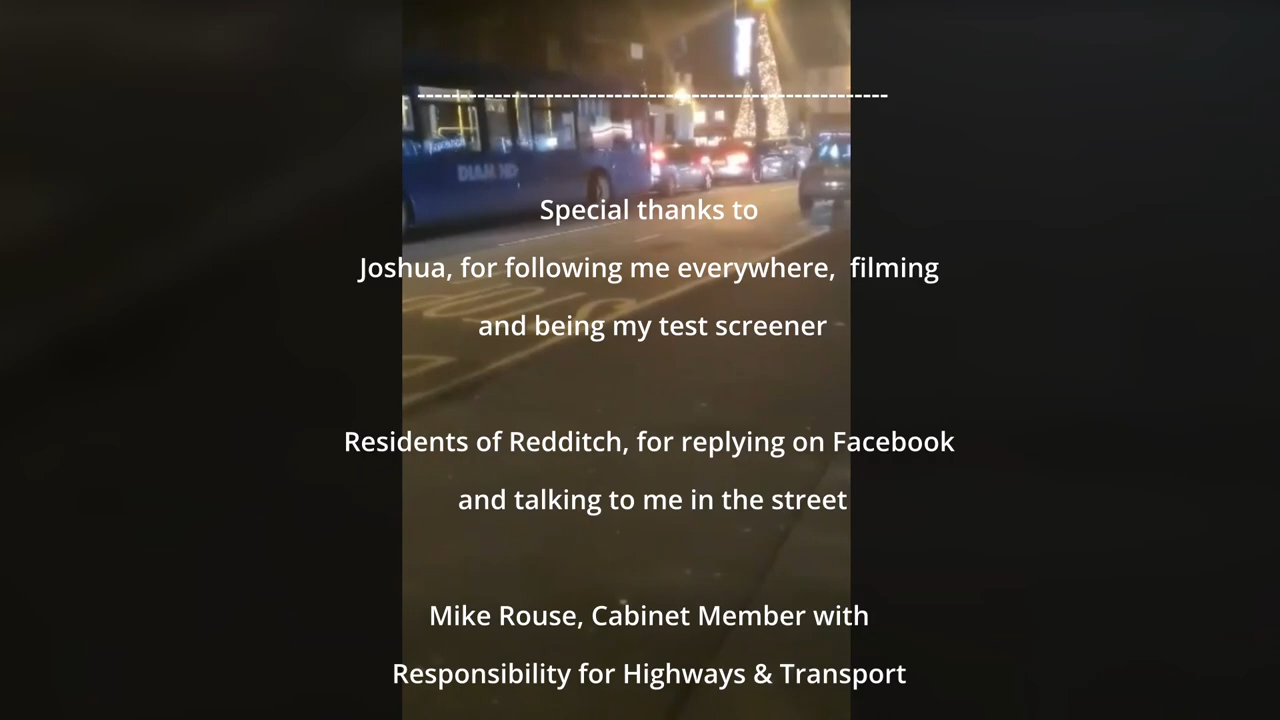 ------------------------------------------------------------
DIAMOND
Special thanks to
Joshua, for following me everywhere,  filming
and being my test screener
Residents of Redditch, for replying on Facebook
and talking to me in the street
Mike Rouse, Cabinet Member with
Responsibility for Highways & Transport